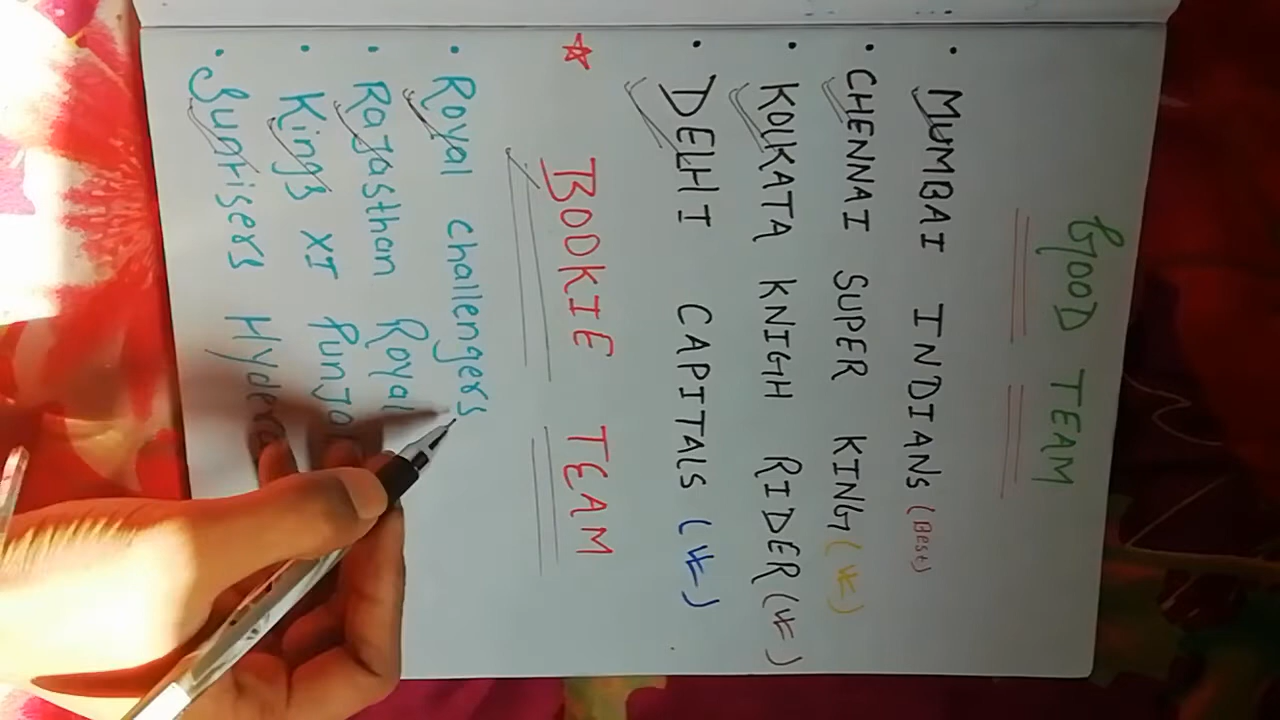 GOOD TEAM
• MUMBAI INDIANS (Best)
• CHENNAI SUPER KING
• KOLKATA KNIGH RIDER
• DELHI CAPITALS
☆ BOOKIE TEAM
• Royal challengers
• Rajasthan Royal
• Kings XI
• Sunrisers